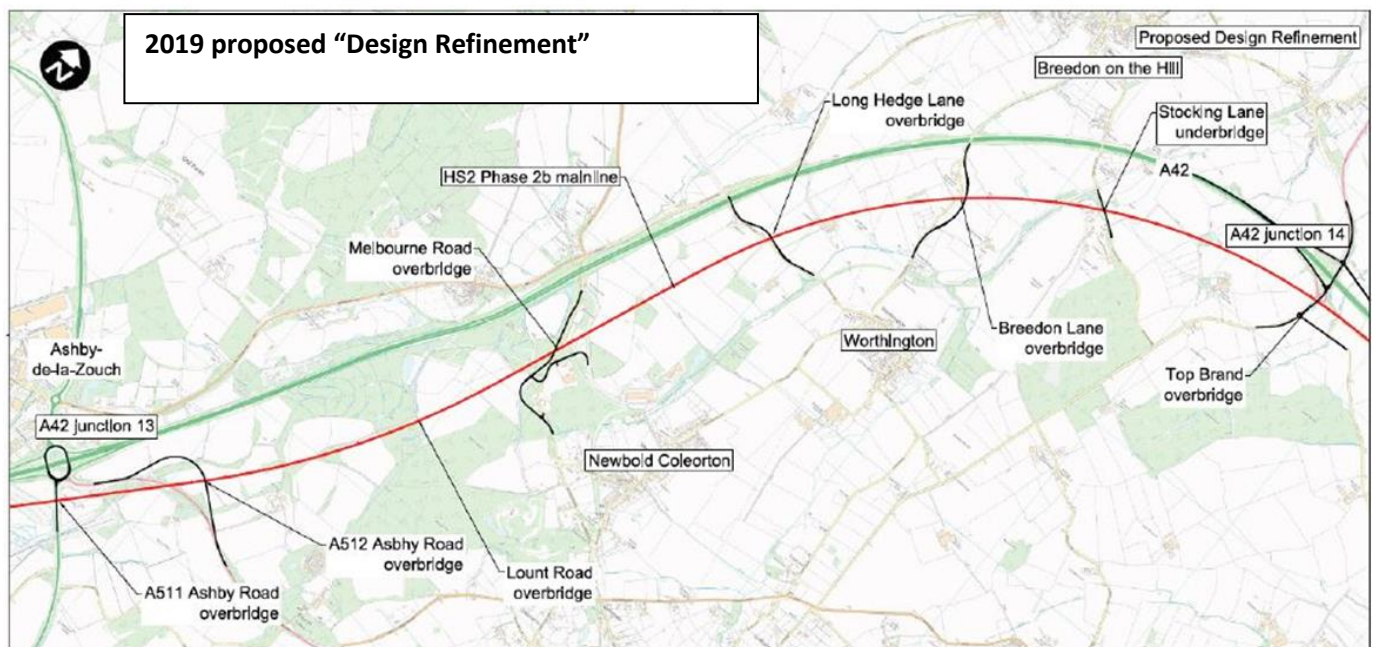 2019 proposed “Design Refinement”
Proposed Design Refinement
Breedon on the Hill
Long Hedge Lane
overbridge
Stocking Lane
underbridge
HS2 Phase 2b mainline
A42
Melbourne Road
overbridge
A42 junction 14
Ashby-
de-la-Zouch
Worthington
Breedon Lane
overbridge
Top Brand
overbridge
A42 junction 13
Newbold Coleorton
A512 Asbhy Road
overbridge
Lount Road
overbridge
A511 Ashby Road
overbridge
N